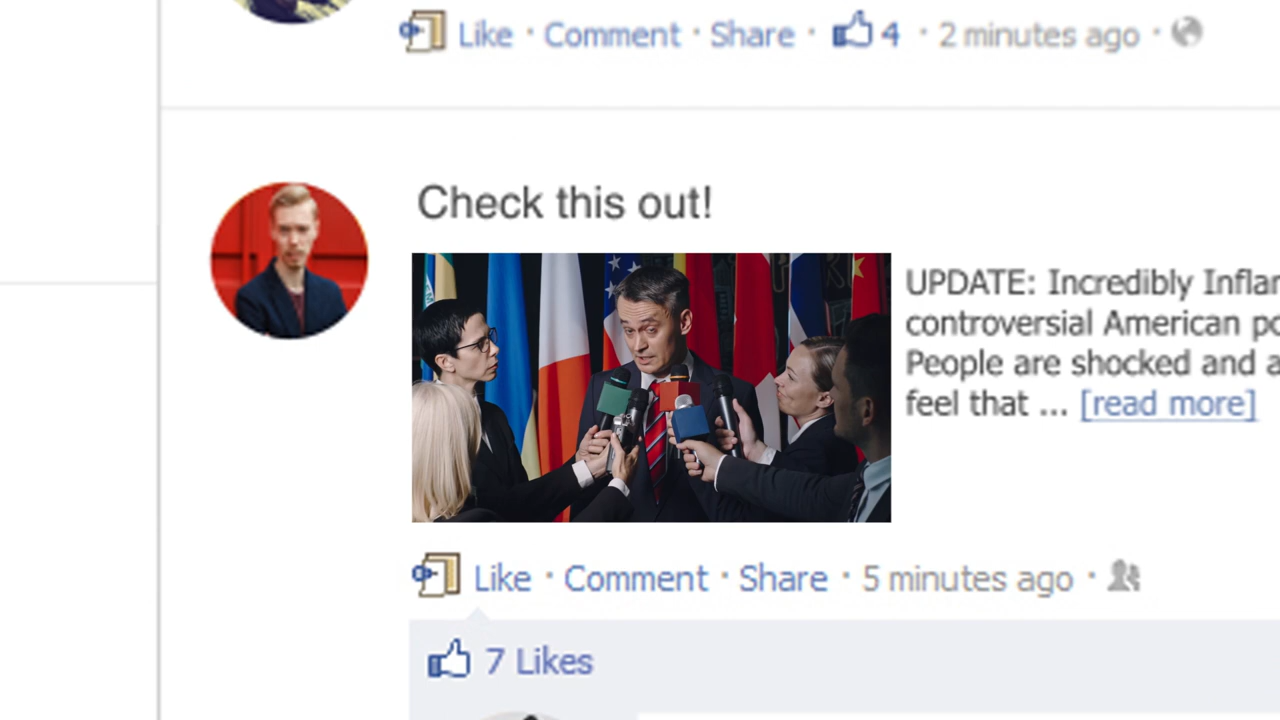 Like · Comment · Share · 4 · 2 minutes ago ·
Check this out!
UPDATE: Incredibly
controversial American
People are shocked and
feel that ... [read more]
Like · Comment · Share · 5 minutes ago ·
7 Likes